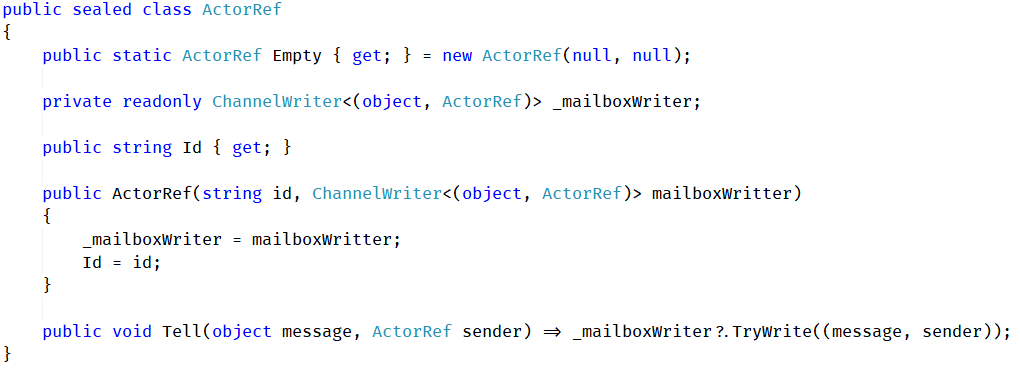 public sealed class ActorRef
{
    public static ActorRef Empty { get; } = new ActorRef(null, null);

    private readonly ChannelWriter<(object, ActorRef)> _mailboxWriter;

    public string Id { get; }

    public ActorRef(string id, ChannelWriter<(object, ActorRef)> mailboxWritter)
    {
        _mailboxWriter = mailboxWritter;
        Id = id;
    }

    public void Tell(object message, ActorRef sender) => _mailboxWriter?.TryWrite((message, sender));
}